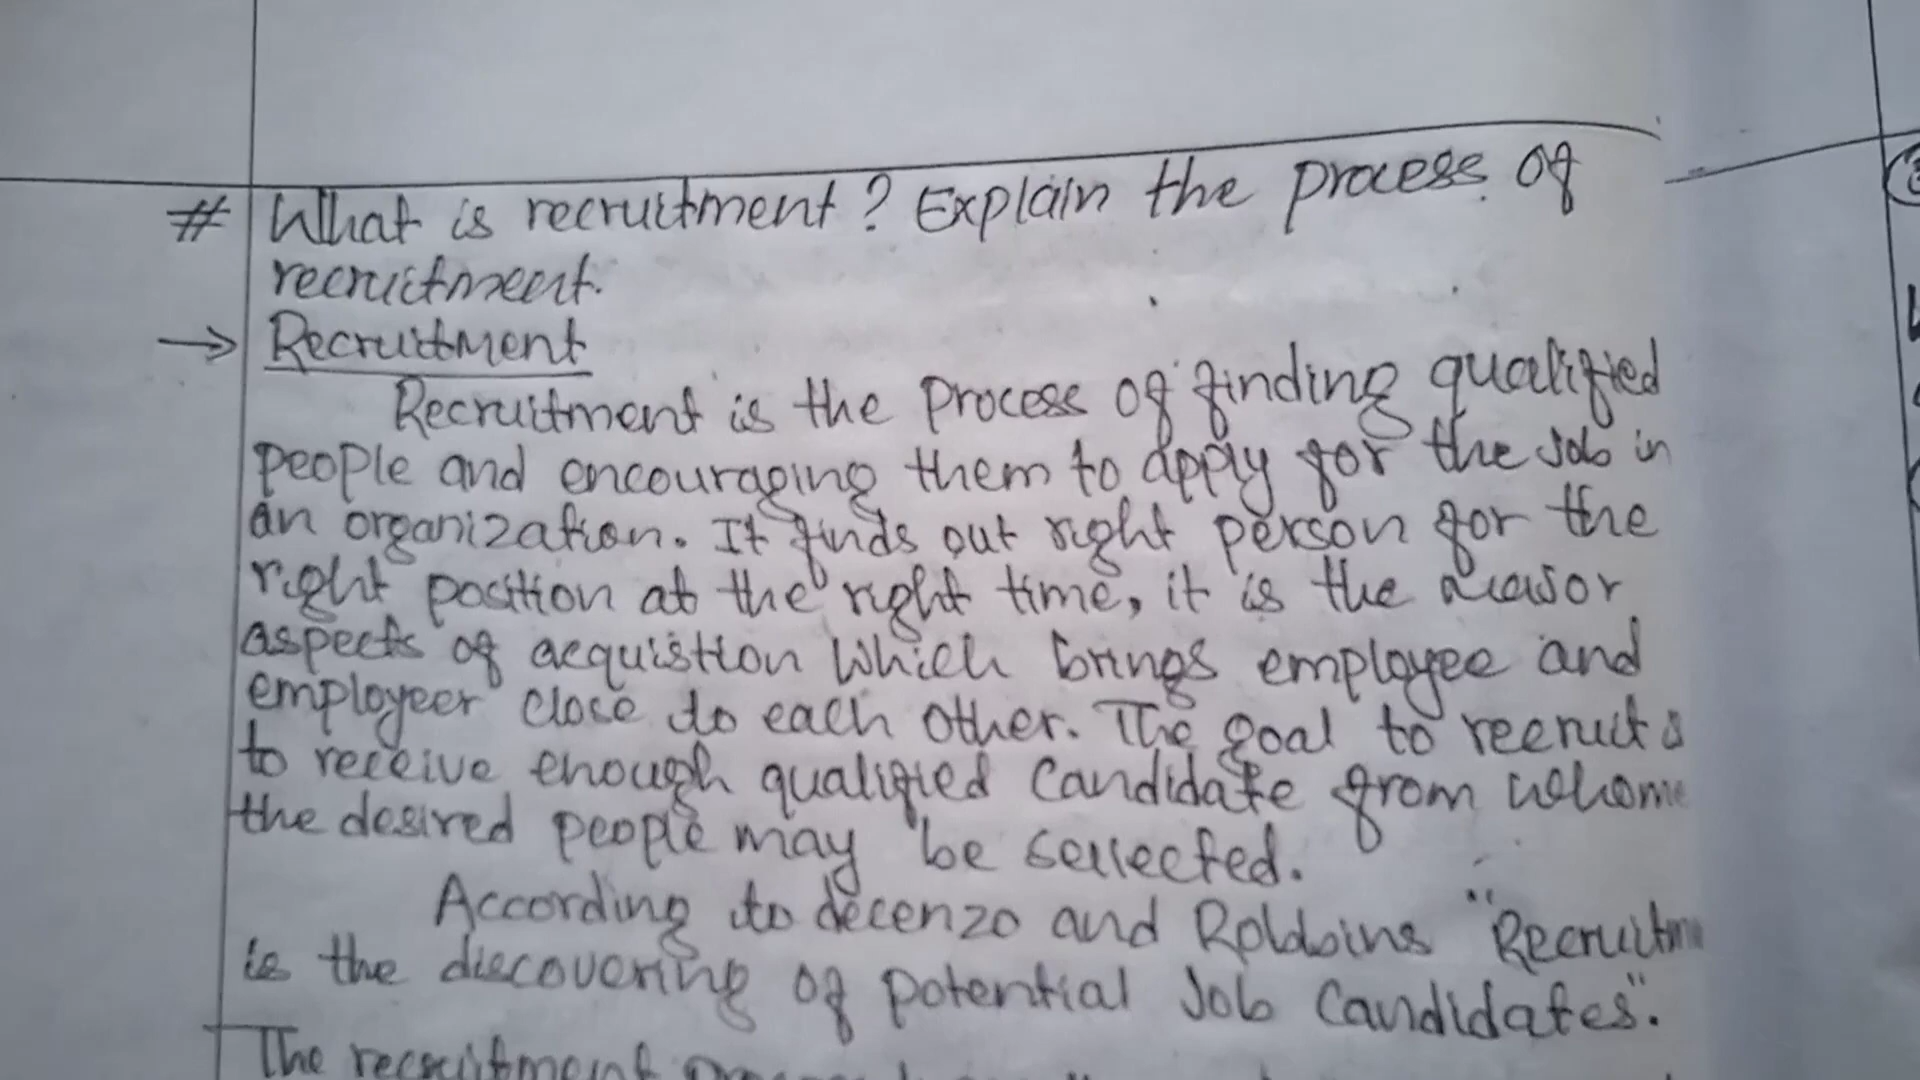 # What is recruitment? Explain the process of
recruitment.
→ Recruitment
Recruitment is the process of finding qualified
people and encouraging them to apply for the Job in
an organization. It finds out right person for the
right position at the right time, it is the
aspects of acquistion which brings employee and
employeer close to each other. The goal to recruit
to receive enough qualified candidate from whome
the desired people may be sellected.
According to decenzo and Robbins "Recruitm
is the discovering of potential Job Candidates".
The recruitment